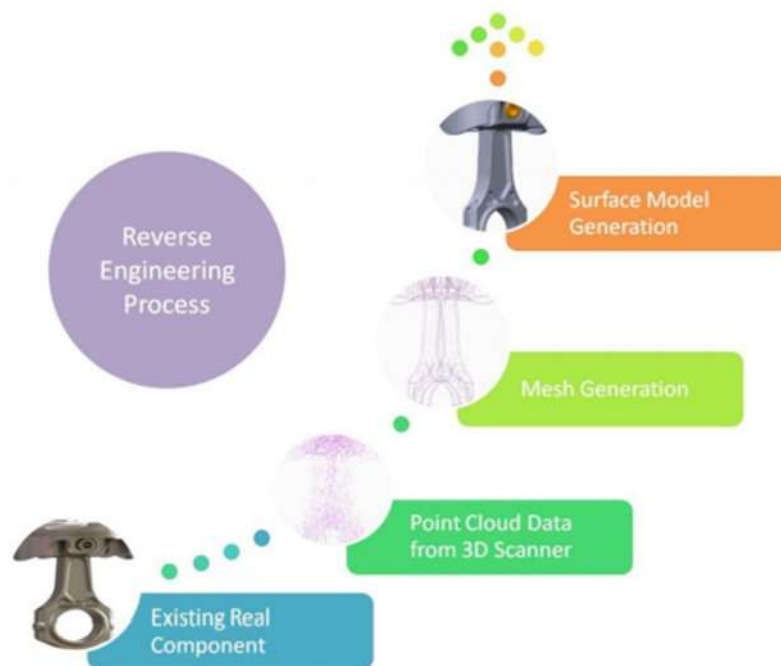 Reverse
Engineering
Process
Surface Model
Generation
Mesh Generation
Point Cloud Data
from 3D Scanner
Existing Real
Component